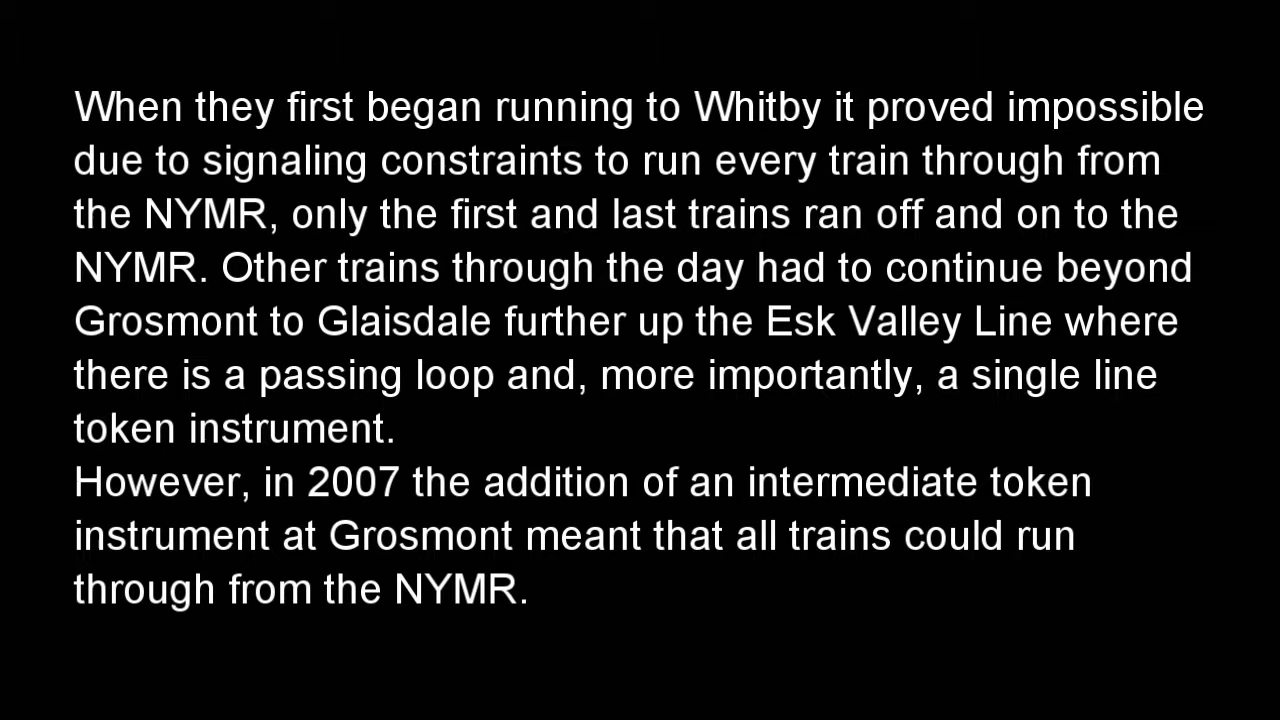 When they first began running to Whitby it proved impossible
due to signaling constraints to run every train through from
the NYMR, only the first and last trains ran off and on to the
NYMR. Other trains through the day had to continue beyond
Grosmont to Glaisdale further up the Esk Valley Line where
there is a passing loop and, more importantly, a single line
token instrument.
However, in 2007 the addition of an intermediate token
instrument at Grosmont meant that all trains could run
through from the NYMR.